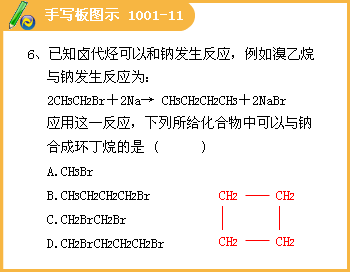 手写板图示 1001-11
6、已知卤代烃可以和钠发生反应，例如溴乙烷
与钠发生反应为：
2CH₃CH₂Br＋2Na→ CH₃CH₂CH₂CH₃＋2NaBr
应用这一反应，下列所给化合物中可以与钠
合成环丁烷的是（　　）
A.CH₃Br
B.CH₃CH₂CH₂CH₂Br
C.CH₂BrCH₂Br
D.CH₂BrCH₂CH₂CH₂Br
CH₂ — CH₂
CH₂ — CH₂